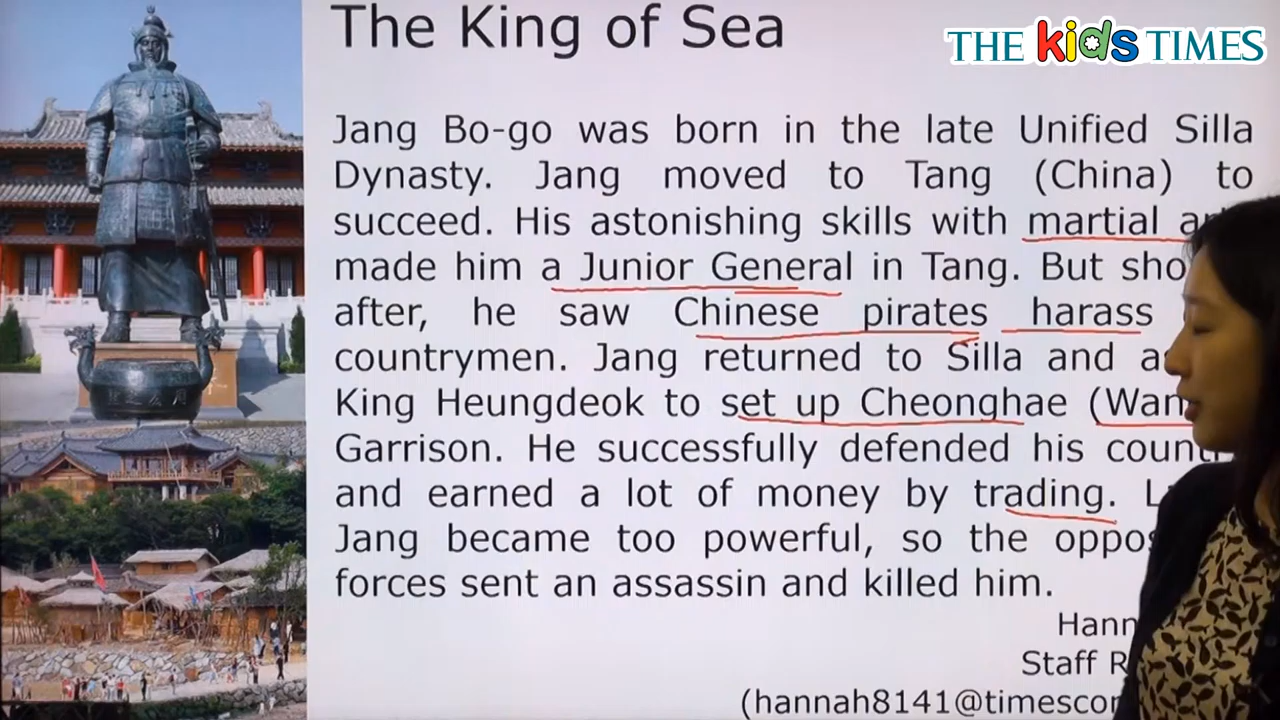 The King of Sea
THE kids TIMES
Jang Bo-go was born in the late Unified Silla
Dynasty. Jang moved to Tang (China) to
succeed. His astonishing skills with martial
made him a Junior General in Tang. But
after, he saw Chinese pirates harass
countrymen. Jang returned to Silla and
King Heungdeok to set up Cheonghae
Garrison. He successfully defended his
and earned a lot of money by trading.
Jang became too powerful, so the
forces sent an assassin and killed him.
Staff